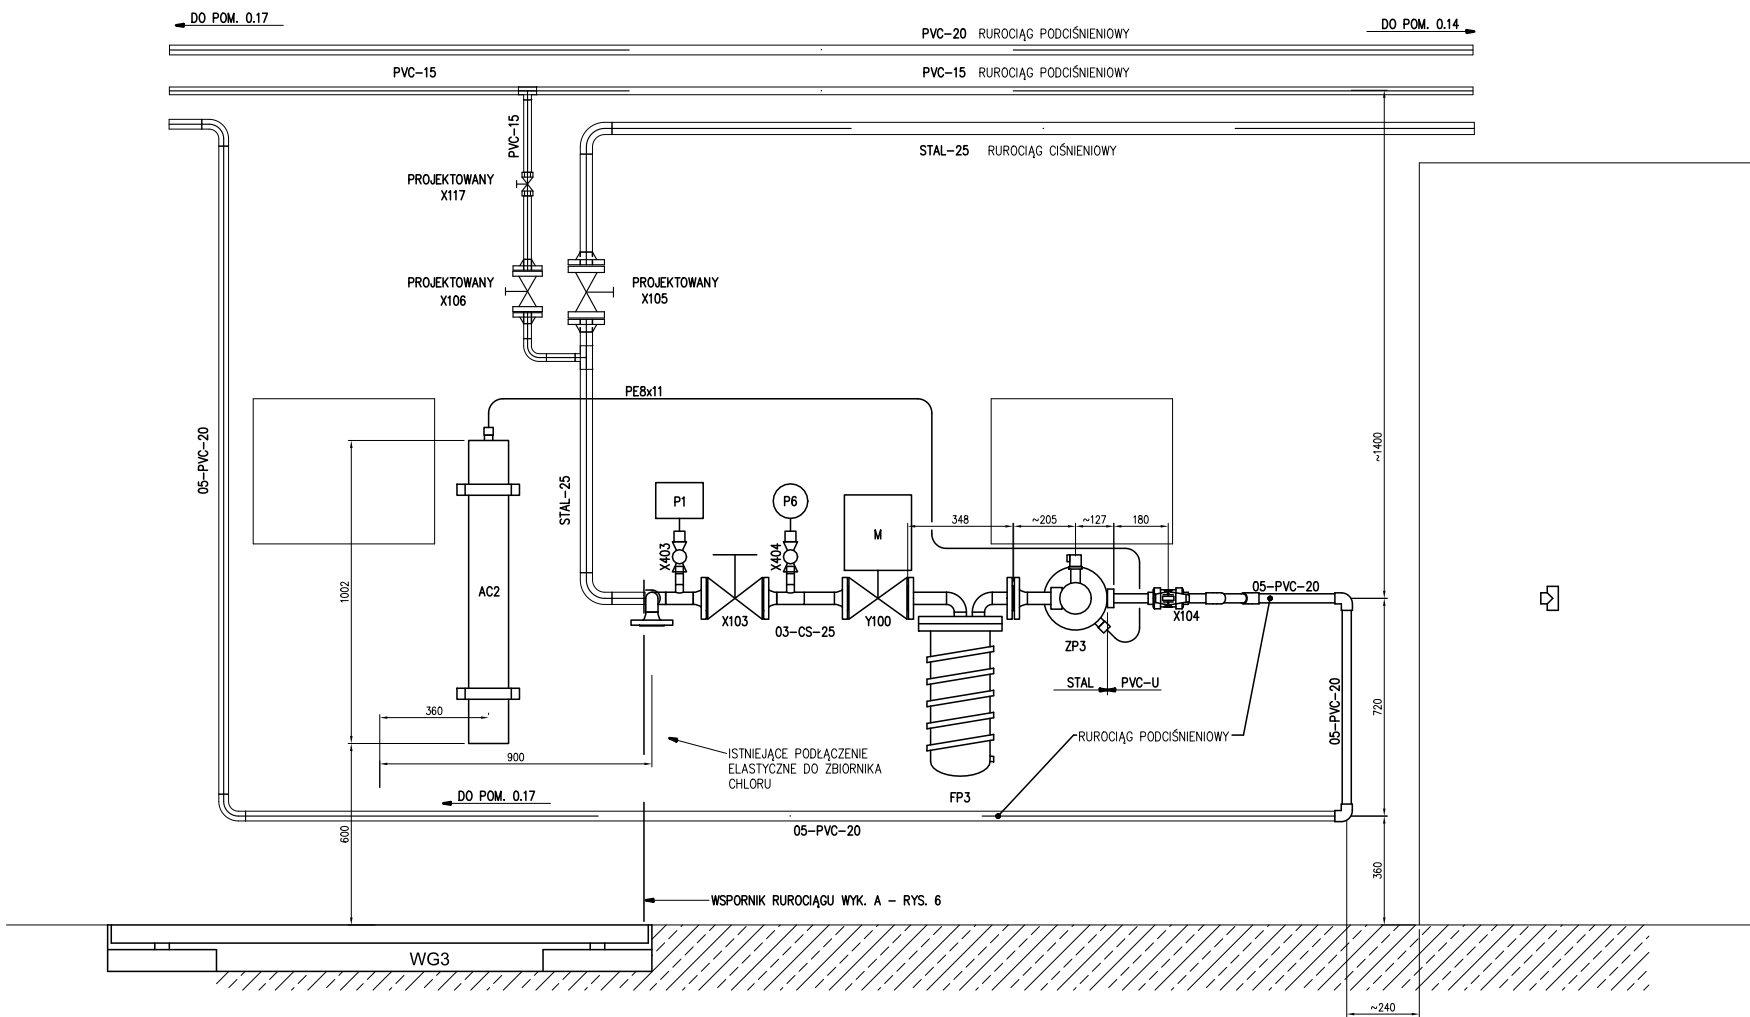 DO POM. 0.17
DO POM. 0.14
PVC-20 RUROCIĄG PODCIŚNIENIOWY
PVC-15
PVC-15 RUROCIĄG PODCIŚNIENIOWY
PVC-15
STAL-25 RUROCIĄG CIŚNIENIOWY
PROJEKTOWANY
X117
PROJEKTOWANY
X106
PROJEKTOWANY
X105
PE8x11
05-PVC-20
~1400
STAL-25
P1
P6
M
X403
X404
348
~205
~127
180
1002
AC2
X103
03-CS-25
Y100
ZP3
X104
05-PVC-20
STAL
PVC-U
05-PVC-20
720
360
900
RUROCIĄG PODCIŚNIENIOWY
ISTNIEJĄCE PODŁĄCZENIE
ELASTYCZNE DO ZBIORNIKA
CHLORU
FP3
DO POM. 0.17
05-PVC-20
600
360
WSPORNIK RUROCIĄGU WYK. A - RYS. 6
WG3
~240